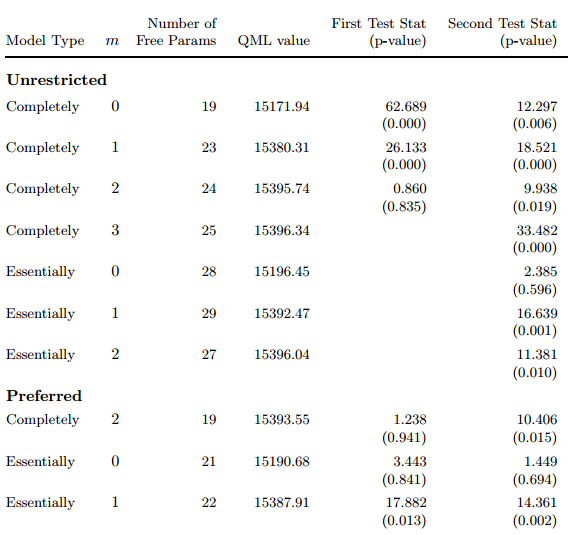 Number of First Test Stat Second Test Stat
Model Type m Free Params QML value (p-value) (p-value)
Unrestricted
Completely 0 19 15171.94 62.689 12.297
(0.000) (0.006)
Completely 1 23 15380.31 26.133 18.521
(0.000) (0.000)
Completely 2 24 15395.74 0.860 9.938
(0.835) (0.019)
Completely 3 25 15396.34 33.482
(0.000)
Essentially 0 28 15196.45 2.385
(0.596)
Essentially 1 29 15392.47 16.639
(0.001)
Essentially 2 27 15396.04 11.381
(0.010)
Preferred
Completely 2 19 15393.55 1.238 10.406
(0.941) (0.015)
Essentially 0 21 15190.68 3.443 1.449
(0.841) (0.694)
Essentially 1 22 15387.91 17.882 14.361
(0.013) (0.002)